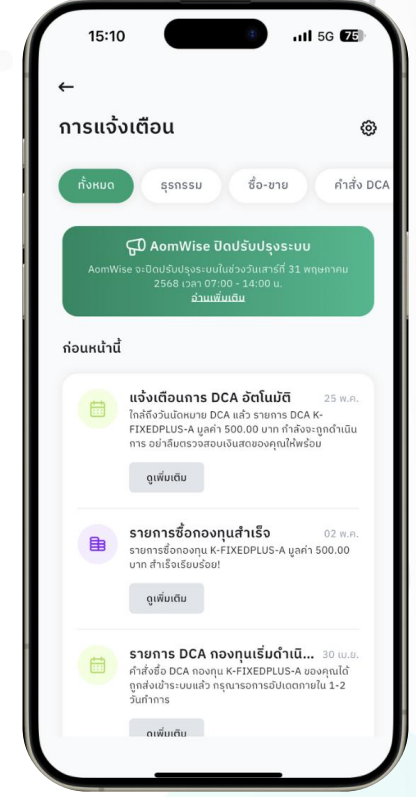 15:10
5G 75
การแจ้งเตือน
ทั้งหมด ธุรกรรม ซื้อ-ขาย คำสั่ง DCA
AomWise ปิดปรับปรุงระบบ
AomWise จะปิดปรับปรุงระบบในช่วงวันเสาร์ที่ 31 พฤษภาคม
2568 เวลา 07:00 - 14:00 น.
อ่านเพิ่มเติม
ก่อนหน้านี้
แจ้งเตือนการ DCA อัตโนมัติ 25 พ.ค.
ใกล้ถึงวันนัดหมาย DCA แล้ว รายการ DCA K-
FIXEDPLUS-A มูลค่า 500.00 บาท กำลังจะถูกดำเนิน
การ อย่าลืมตรวจสอบเงินสดของคุณให้พร้อม
ดูเพิ่มเติม
รายการซื้อกองทุนสำเร็จ 02 พ.ค.
รายการซื้อกองทุน K-FIXEDPLUS-A มูลค่า 500.00
บาท สำเร็จเรียบร้อย!
ดูเพิ่มเติม
รายการ DCA กองทุนเริ่มดำเนิ... 30 เม.ย.
คำสั่งซื้อ DCA กองทุน K-FIXEDPLUS-A ของคุณได้
ถูกส่งเข้าระบบแล้ว กรุณารอการอัปเดตภายใน 1-2
วันทำการ
ดูเพิ่มเติม